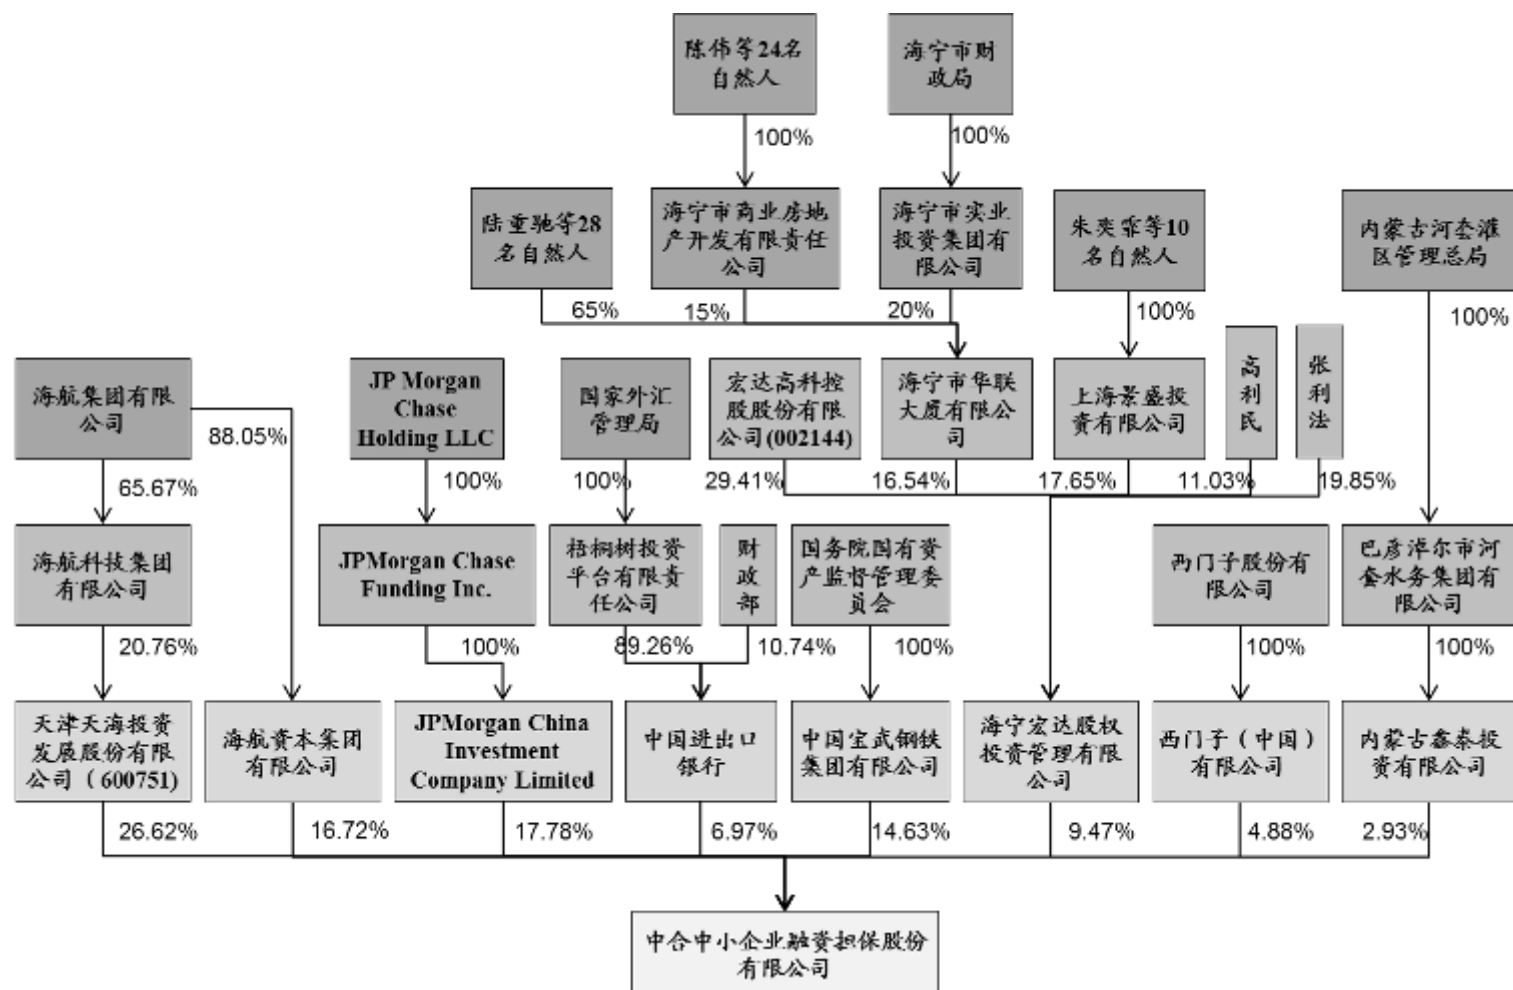 陈伟等24名
自然人
海宁市财
政局
100%
100%
陆重驰等28
名自然人
海宁市商业房地
产开发有限责任
公司
海宁市实业
投资集团有
限公司
朱奕霏等10
名自然人
内蒙古河套灌
区管理总局
65%
15%
20%
100%
100%
海航集团有限
公司
88.05%
JP Morgan
Chase
Holding LLC
国家外汇
管理局
宏达高科控
股股份有限
公司(002144)
海宁市华联
大厦有限公
司
上海景盛投
资有限公司
高
利
民
张
利
法
65.67%
100%
100%
29.41%
16.54%
17.65%
11.03%
19.85%
海航科技集团
有限公司
JPMorgan Chase
Funding Inc.
梧桐树投资
平台有限责
任公司
财
政
部
国务院国有资
产监督管理委
员会
西门子股份有
限公司
巴彦淖尔市河
套水务集团有
限公司
20.76%
100%
89.26%
10.74%
100%
100%
100%
天津天海投资
发展股份有限
公司（600751)
海航资本集团
有限公司
JPMorgan China
Investment
Company Limited
中国进出口
银行
中国宝武钢铁
集团有限公司
海宁宏达股权
投资管理有限
公司
西门子（中国）
有限公司
内蒙古鑫泰投
资有限公司
26.62%
16.72%
17.78%
6.97%
14.63%
9.47%
4.88%
2.93%
中合中小企业融资担保股份
有限公司